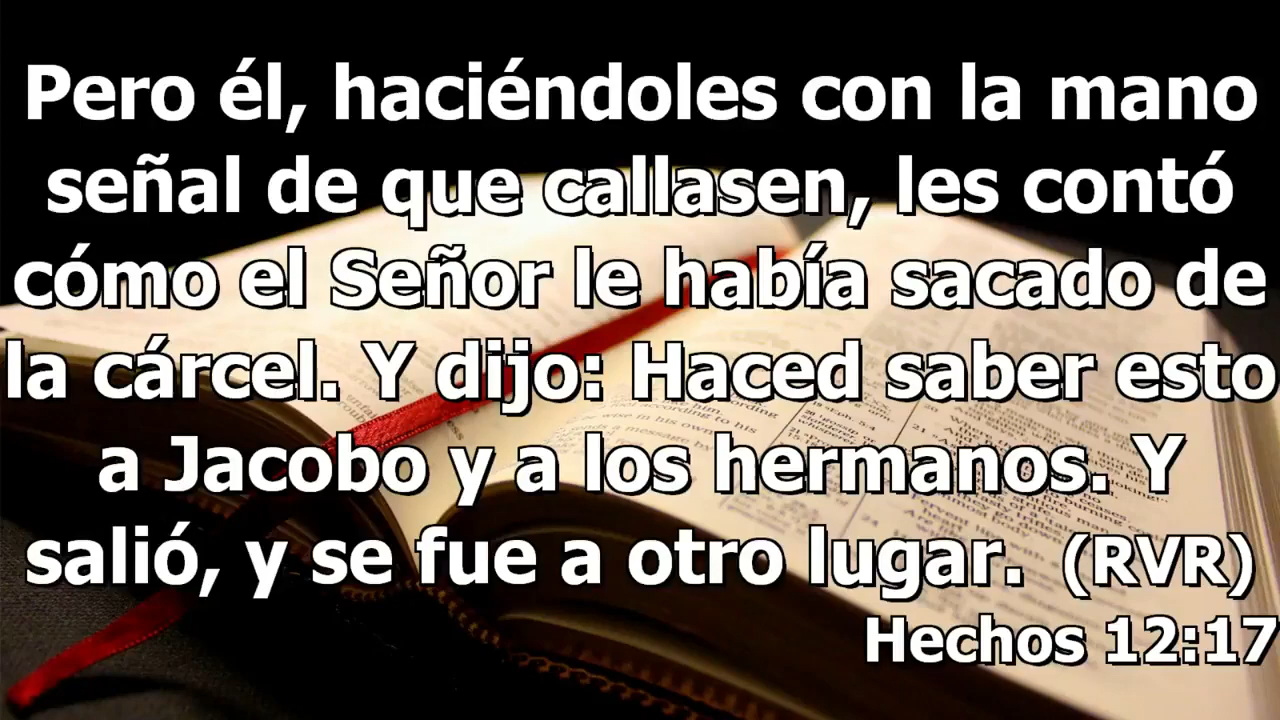 Pero él, haciéndoles con la mano
señal de que callasen, les contó
cómo el Señor le había sacado de
la cárcel. Y dijo: Haced saber esto
a Jacobo y a los hermanos. Y
salió, y se fue a otro lugar. (RVR)
Hechos 12:17